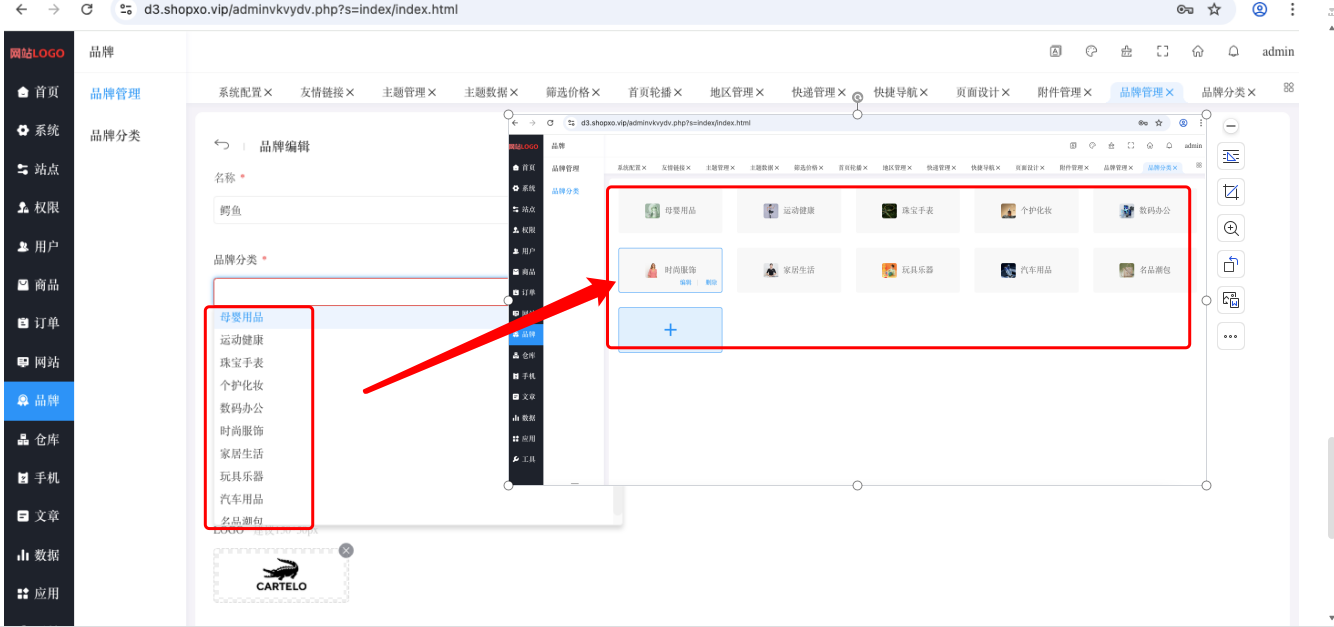 d3.shopxo.vip/adminvkvydv.php?s=index/index.html
网站LOGO
品牌
admin
首页
系统
站点
权限
用户
商品
订单
网站
品牌
仓库
手机
文章
数据
应用
品牌管理
品牌分类
系统配置
友情链接
主题管理
主题数据
筛选价格
首页轮播
地区管理
快递管理
快捷导航
页面设计
附件管理
品牌管理
品牌分类
品牌编辑
名称 *
鳄鱼
品牌分类 *
母婴用品
运动健康
珠宝手表
个护化妆
数码办公
时尚服饰
家居生活
玩具乐器
汽车用品
名品潮包
LOGO
CARTELO
d3.shopxo.vip/adminvkvydv.php?s=index/index.html
网站LOGO
品牌
admin
首页
系统
站点
权限
用户
商品
订单
品牌
仓库
手机
文章
数据
应用
工具
品牌管理
品牌分类
系统配置
友情链接
主题管理
主题数据
筛选价格
首页轮播
地区管理
快递管理
快捷导航
页面设计
附件管理
品牌管理
品牌分类
母婴用品
运动健康
珠宝手表
个护化妆
数码办公
时尚服饰
编辑 删除
家居生活
玩具乐器
汽车用品
名品潮包